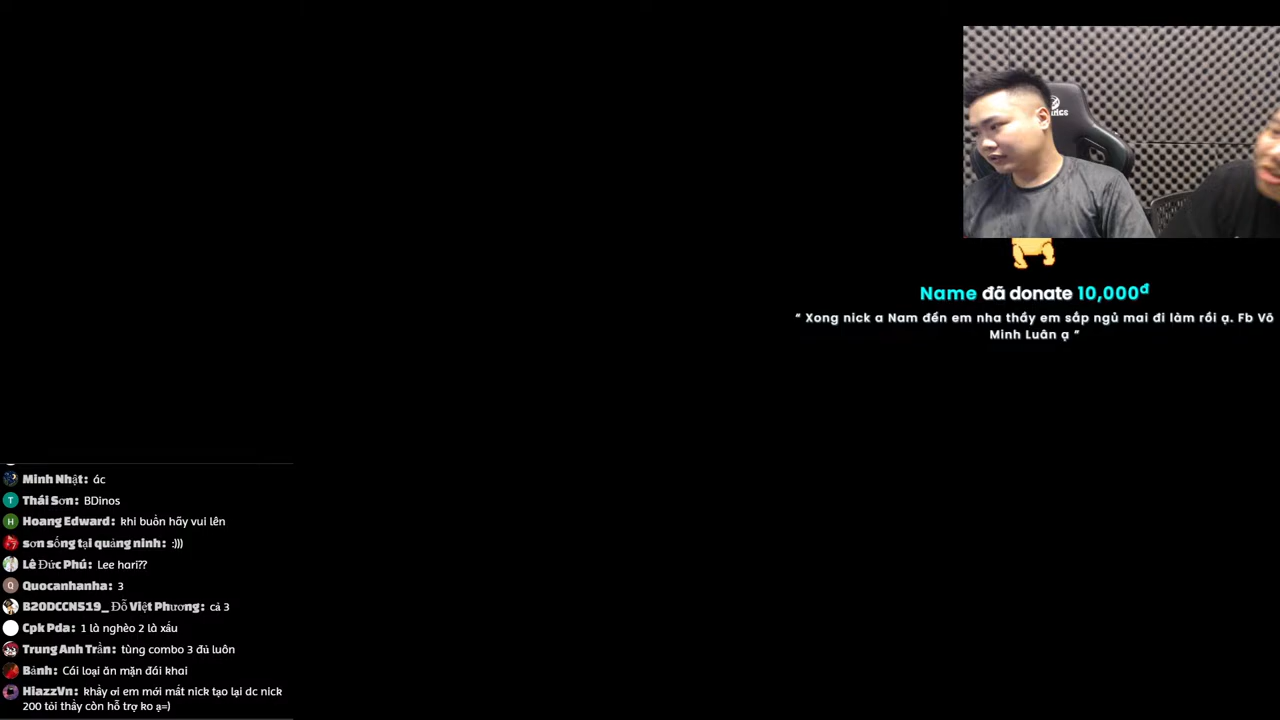 Name đã donate 10,000đ
“ Xong nick a Nam đến em nha thầy em sắp ngủ mai đi làm rồi ạ. Fb Võ
Minh Luân ạ ”
Minh Nhật: ác
T Thái Sơn: BDinos
H Hoang Edward: khi buồn hãy vui lên
sơn sống tại quảng ninh: :)))
Lê Đức Phú: Lee hari??
Q Quocanhanha: 3
B20DCCN519_ Đỗ Việt Phương: cả 3
Cpk Pda: 1 là nghèo 2 là xấu
Trung Anh Trần: tùng combo 3 đủ luôn
Bảnh: Cái loại ăn mặn đái khai
HiazzVn: khầy ơi em mới mất nick tạo lại dc nick
200 tỏi thầy còn hỗ trợ ko ạ=)